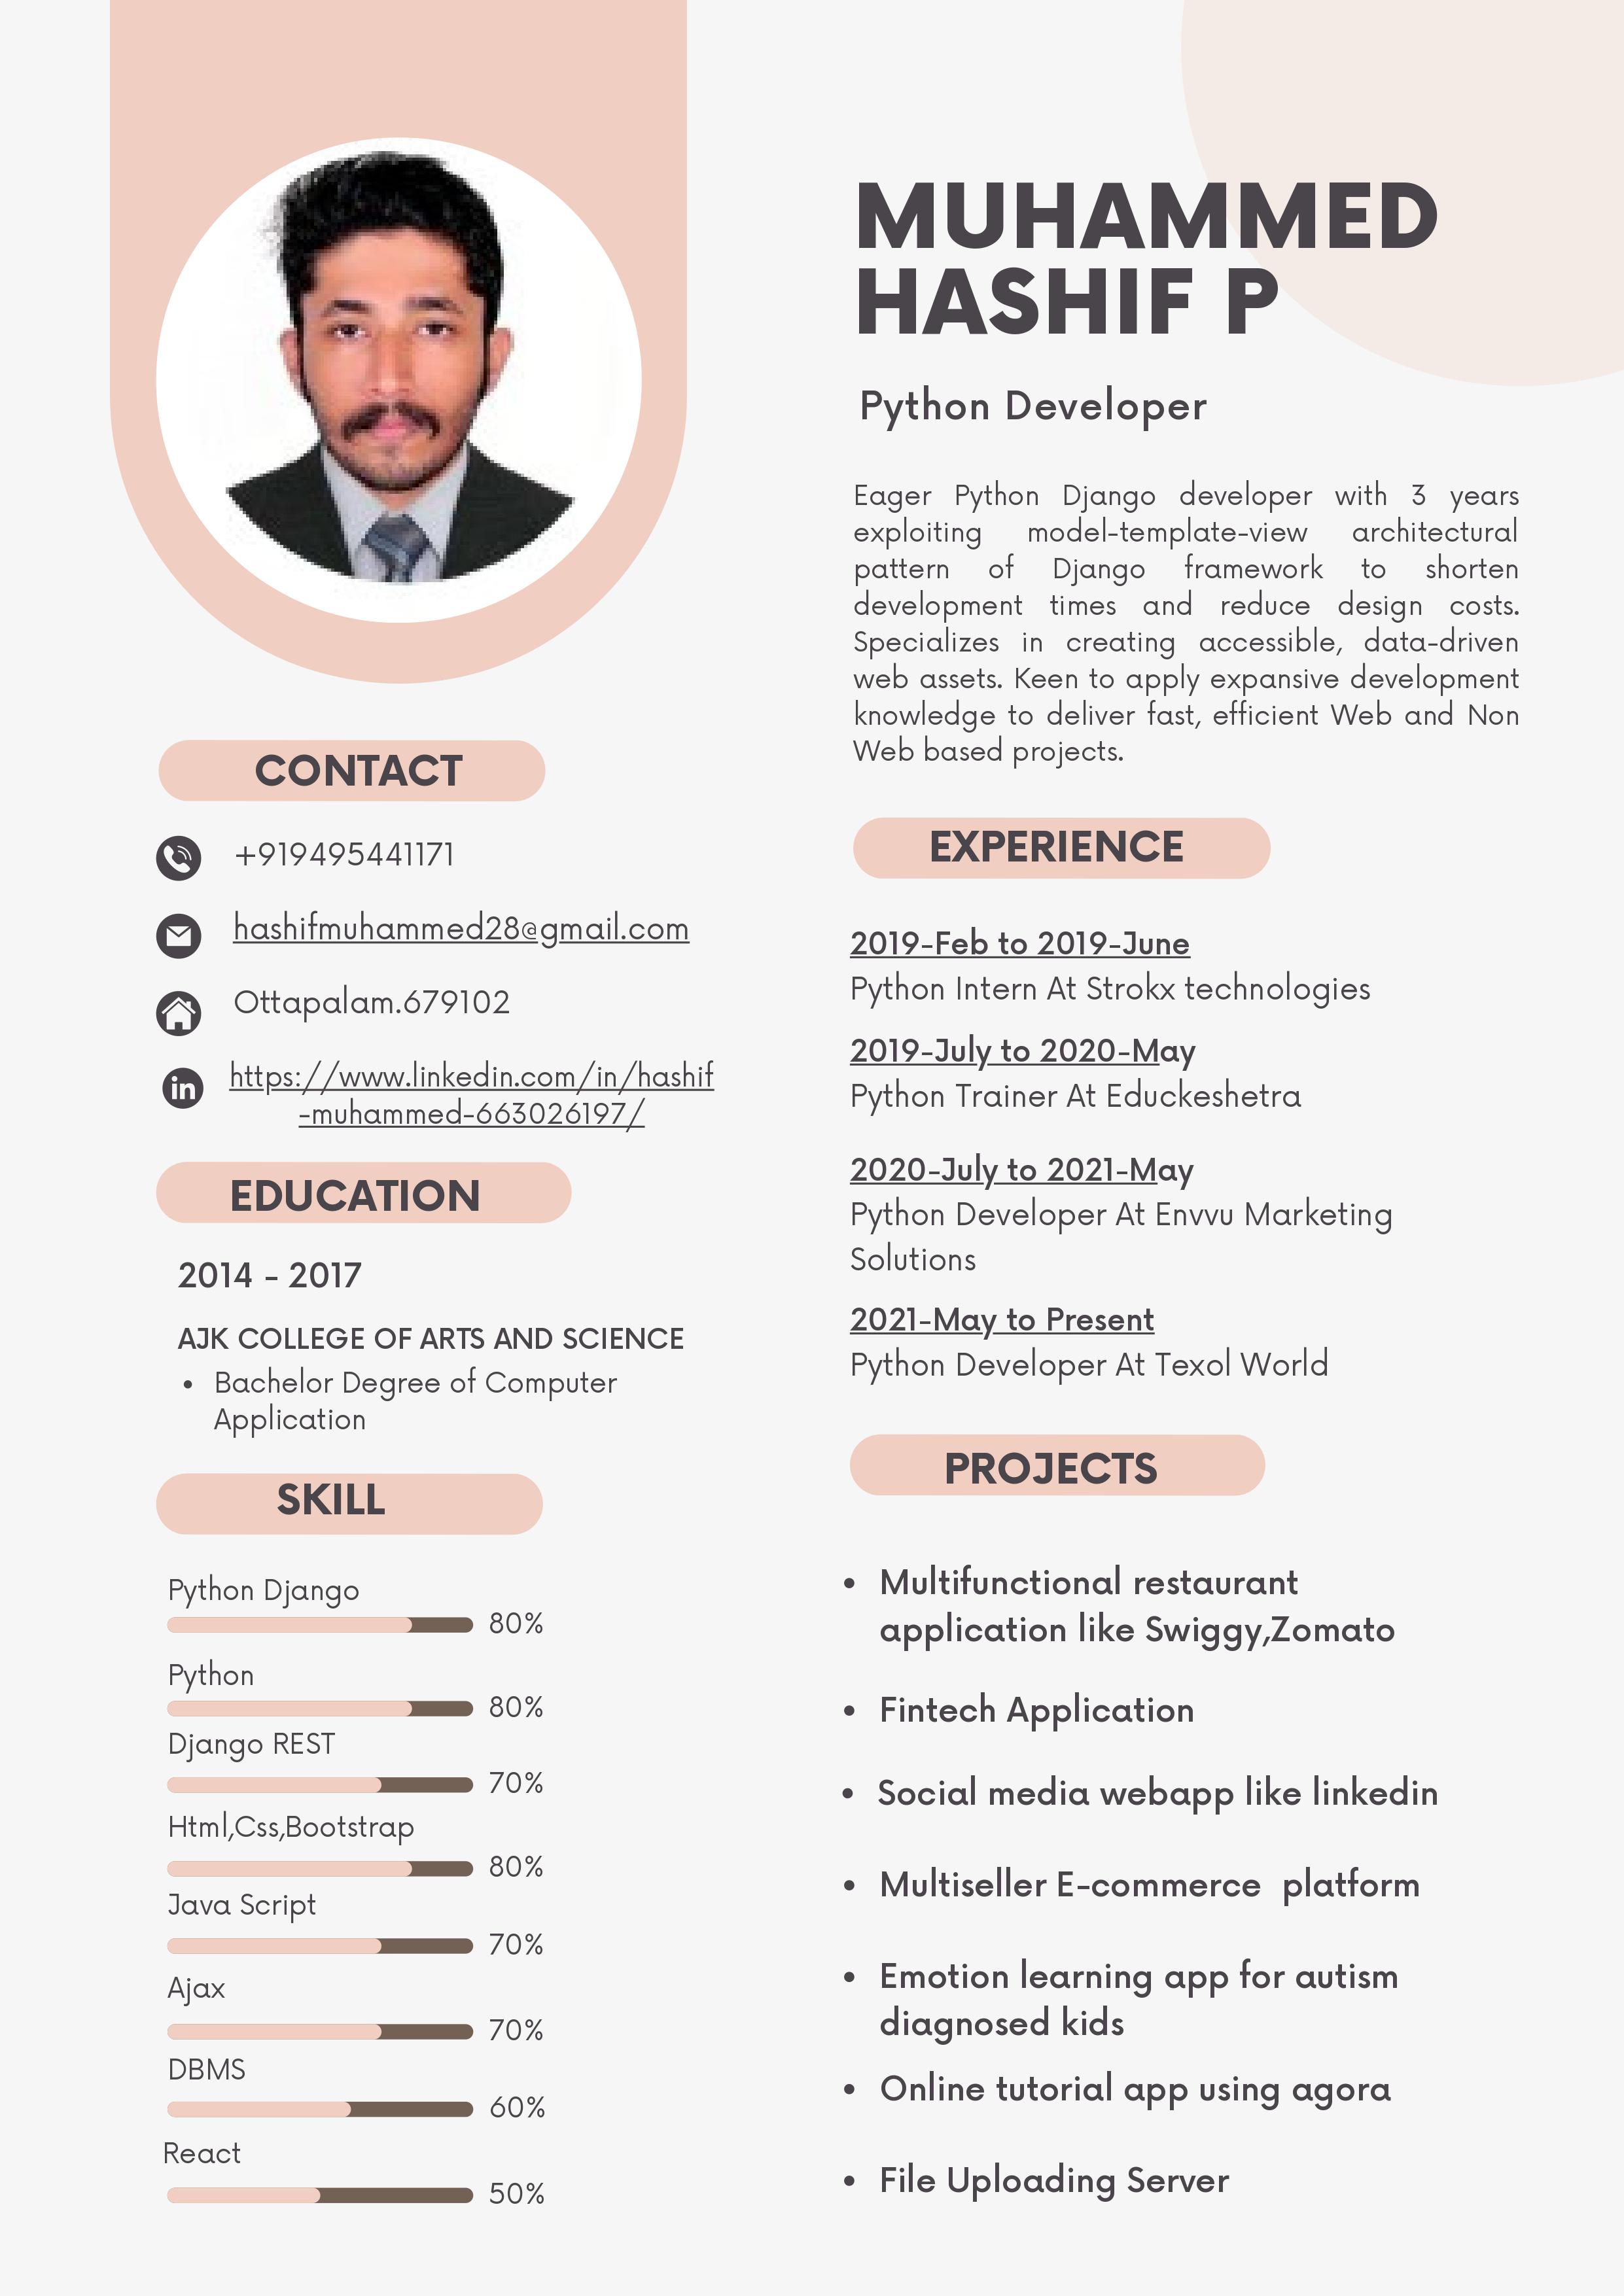 MUHAMMED
HASHIF P
Python Developer
Eager Python Django developer with 3 years
exploiting model-template-view architectural
pattern of Django framework to shorten
development times and reduce design costs.
Specializes in creating accessible, data-driven
web assets. Keen to apply expansive development
knowledge to deliver fast, efficient Web and Non
Web based projects.
CONTACT
+919495441171
hashifmuhammed28@gmail.com
Ottapalam.679102
in
https://www.linkedin.com/in/hashif
-muhammed-663026197/
EDUCATION
2014 - 2017
AJK COLLEGE OF ARTS AND SCIENCE
• Bachelor Degree of Computer
Application
SKILL
Python Django
80%
Python
80%
Django REST
70%
Html,Css,Bootstrap
80%
Java Script
70%
Ajax
70%
DBMS
60%
React
50%
EXPERIENCE
2019-Feb to 2019-June
Python Intern At Strokx technologies
2019-July to 2020-May
Python Trainer At Educkeshetra
2020-July to 2021-May
Python Developer At Envvu Marketing
Solutions
2021-May to Present
Python Developer At Texol World
PROJECTS
• Multifunctional restaurant
application like Swiggy,Zomato
• Fintech Application
• Social media webapp like linkedin
• Multiseller E-commerce  platform
• Emotion learning app for autism
diagnosed kids
• Online tutorial app using agora
• File Uploading Server